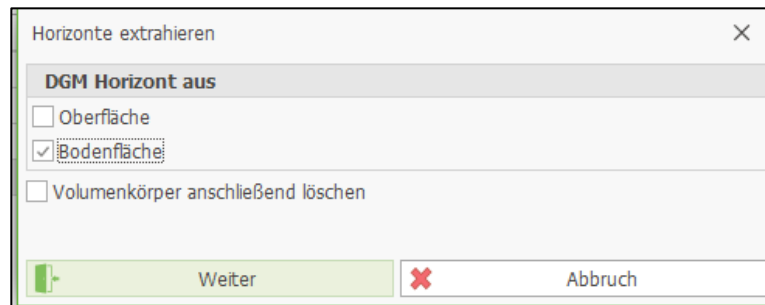 Horizonte extrahieren
DGM Horizont aus
Oberfläche
Bodenfläche
Volumenkörper anschließend löschen
Weiter
Abbruch